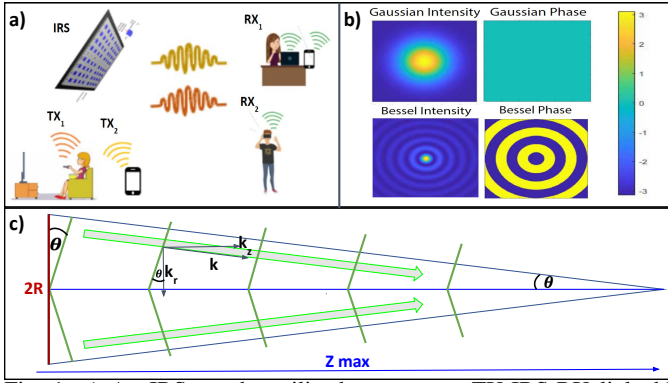 a)
IRS
RX1
TX1
TX2
RX2
b)
Gaussian Intensity
Gaussian Phase
Bessel Intensity
Bessel Phase
3
2
1
0
-1
-2
-3
c)
θ
kz
k
θ
kr
2R
θ
Z max